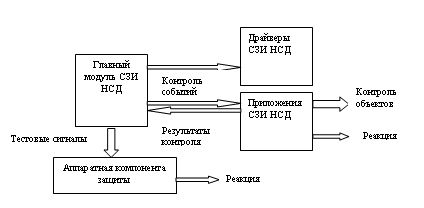 Драйверы
СЗИ НСД
Главный
модуль СЗИ
НСД
Контроль
событий
Приложения
СЗИ НСД
Контроль
объектов
Тестовые сигналы
Результаты
контроля
Реакция
Аппаратная компонента
защиты
Реакция